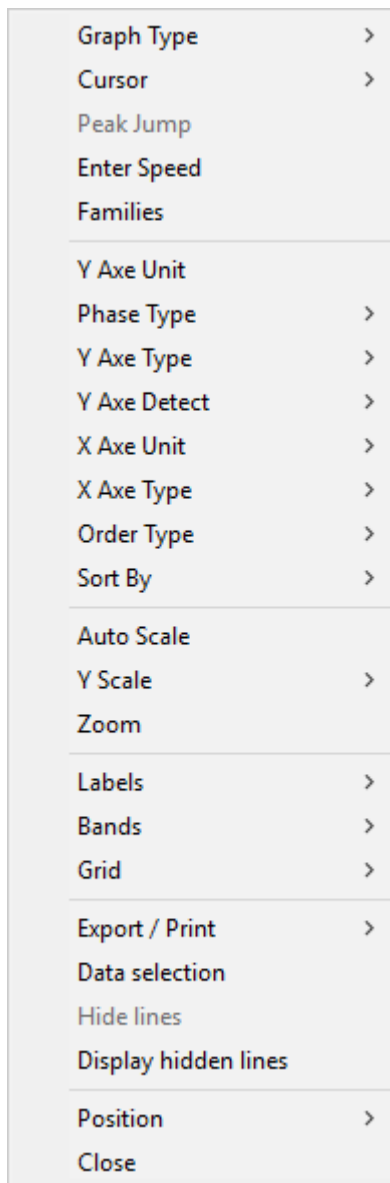 Graph Type
Cursor
Peak Jump
Enter Speed
Families
Y Axe Unit
Phase Type
Y Axe Type
Y Axe Detect
X Axe Unit
X Axe Type
Order Type
Sort By
Auto Scale
Y Scale
Zoom
Labels
Bands
Grid
Export / Print
Data selection
Hide lines
Display hidden lines
Position
Close